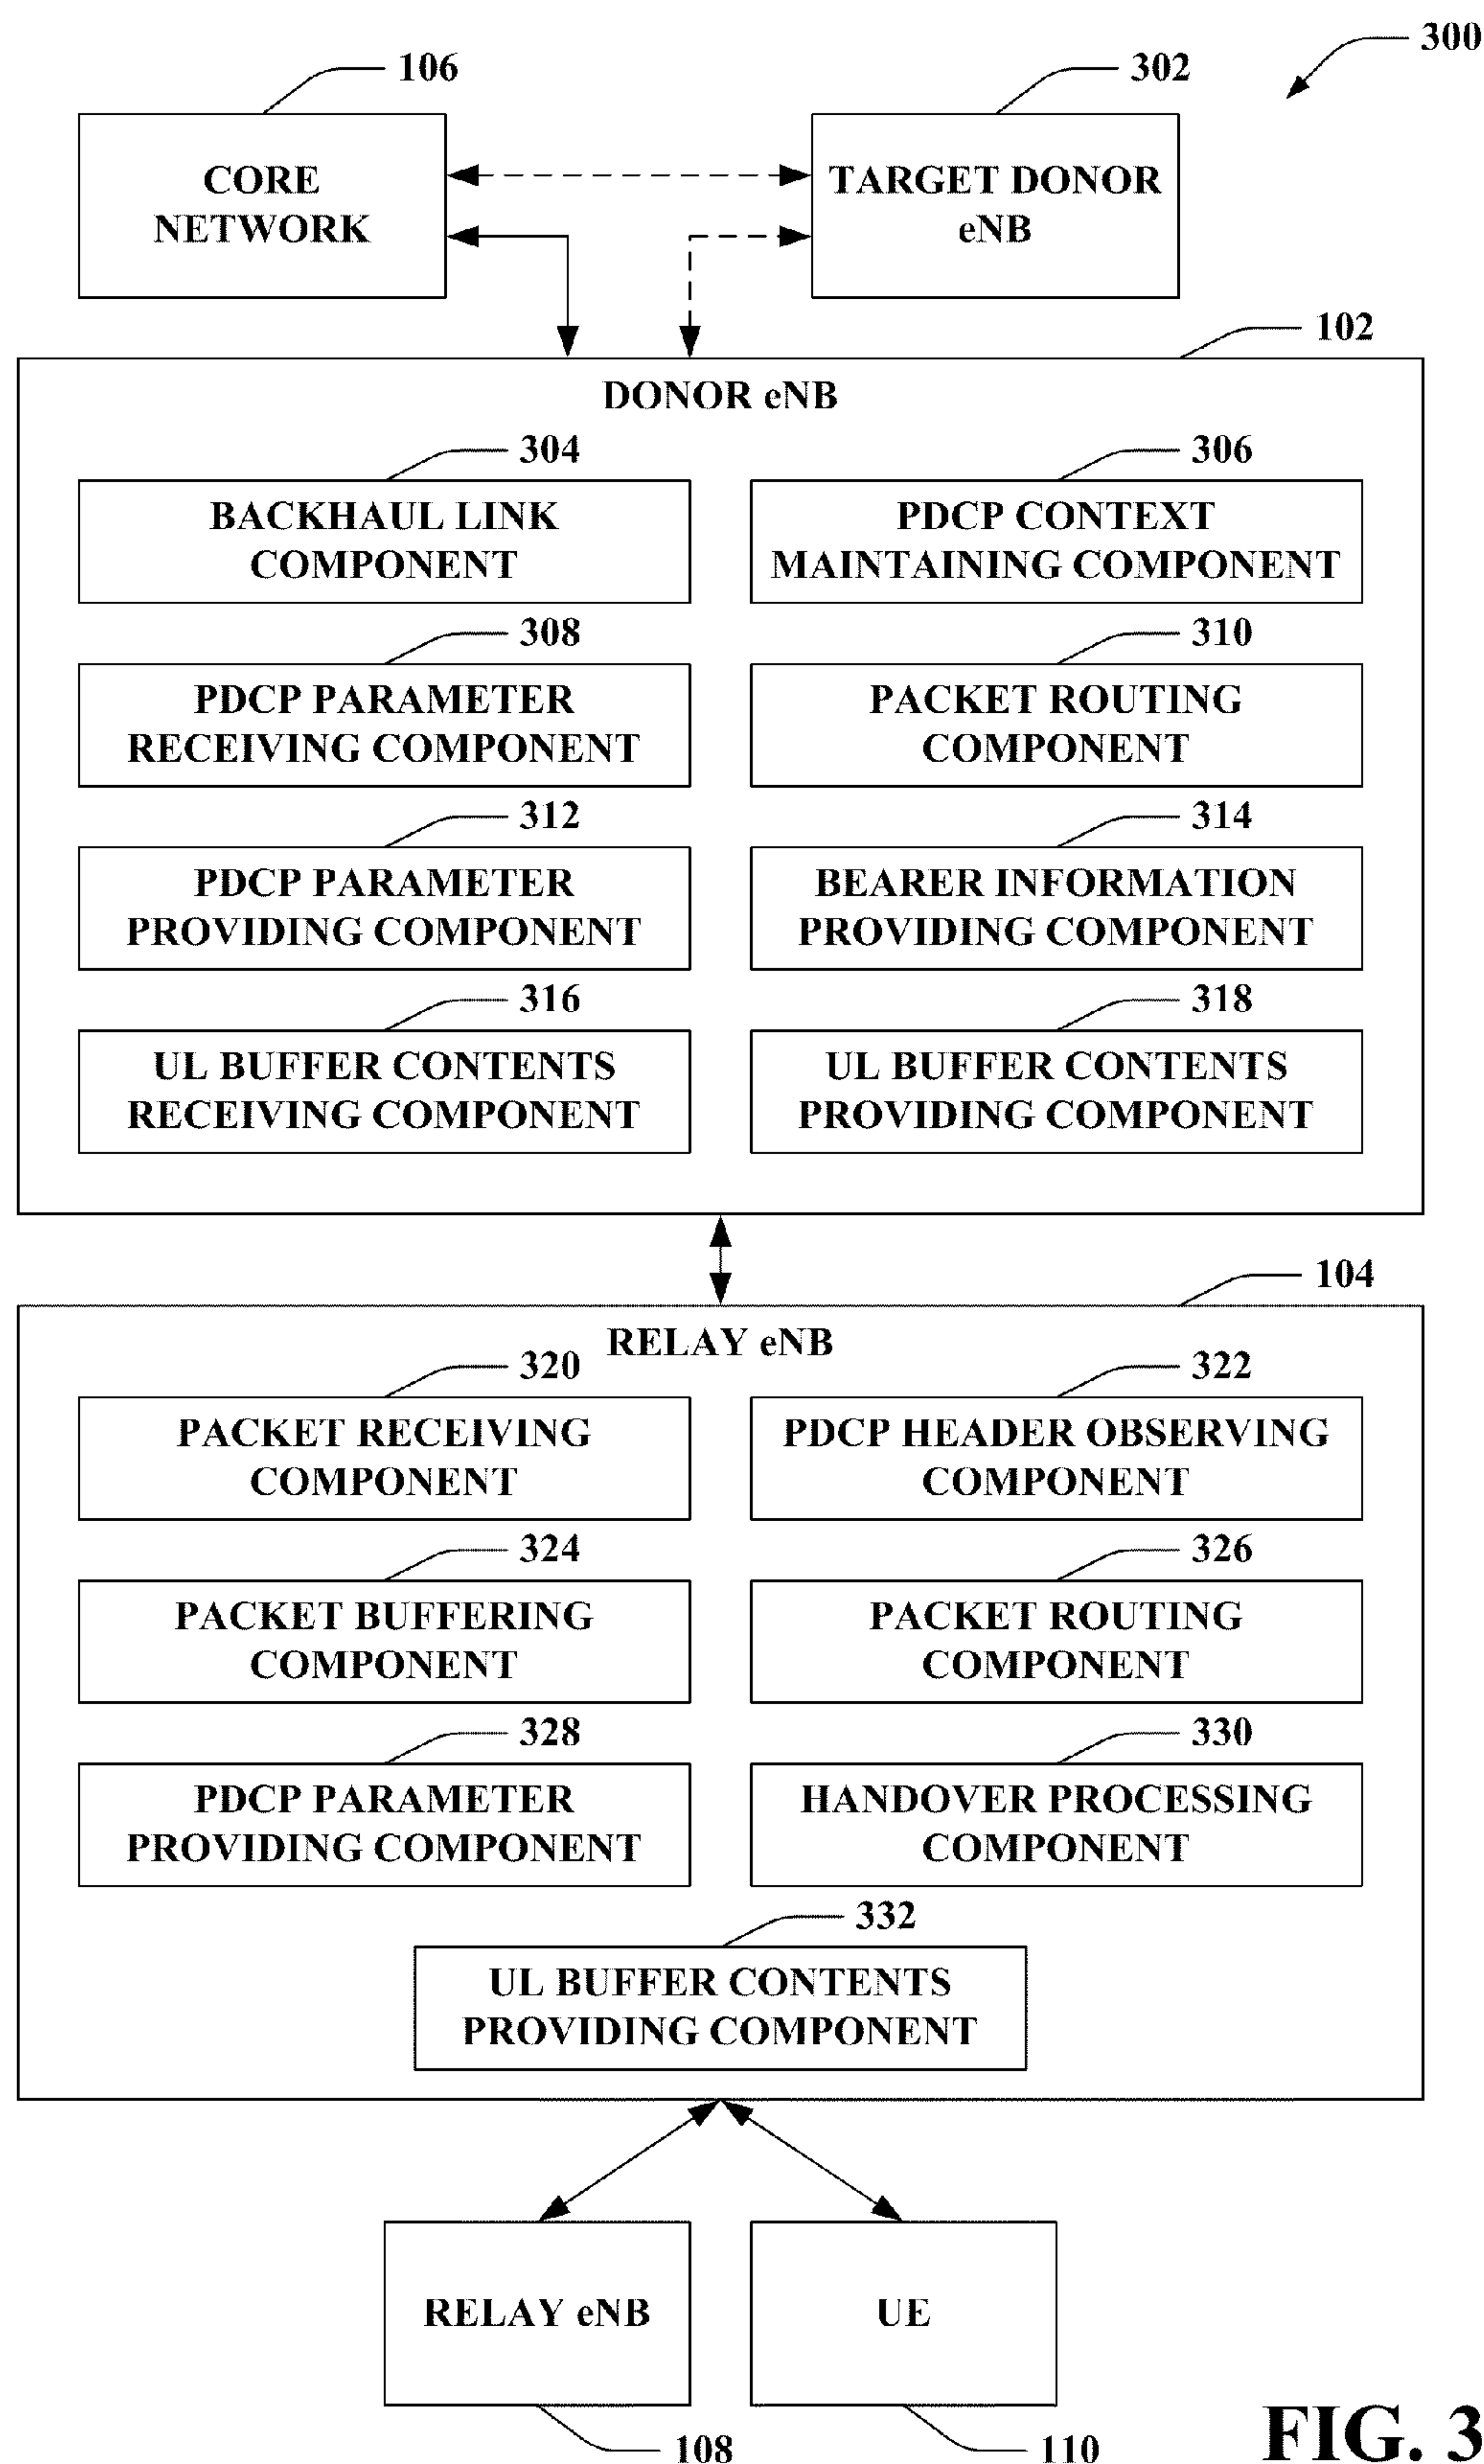 300
106
302
CORE
NETWORK
TARGET DONOR
eNB
102
DONOR eNB
304
306
BACKHAUL LINK
COMPONENT
PDCP CONTEXT
MAINTAINING COMPONENT
308
310
PDCP PARAMETER
RECEIVING COMPONENT
PACKET ROUTING
COMPONENT
312
314
PDCP PARAMETER
PROVIDING COMPONENT
BEARER INFORMATION
PROVIDING COMPONENT
316
318
UL BUFFER CONTENTS
RECEIVING COMPONENT
UL BUFFER CONTENTS
PROVIDING COMPONENT
104
RELAY eNB
320
322
PACKET RECEIVING
COMPONENT
PDCP HEADER OBSERVING
COMPONENT
324
326
PACKET BUFFERING
COMPONENT
PACKET ROUTING
COMPONENT
328
330
PDCP PARAMETER
PROVIDING COMPONENT
HANDOVER PROCESSING
COMPONENT
332
UL BUFFER CONTENTS
PROVIDING COMPONENT
RELAY eNB
UE
108
110
FIG. 3